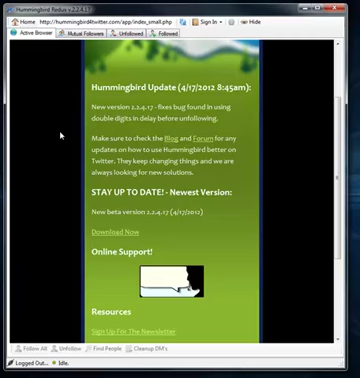 Hummingbird Redux v.2.2.4.17
Home http://hummingbird4twitter.com/app/index_small.php Sign In Hide
Active Browser Mutual Followers Unfollowed Followed
Hummingbird Update (4/17/2012 8:45am):
New version 2.2.4.17 - fixes bug found in using
double digits in delay before unfollowing.
Make sure to check the Blog and Forum for any
updates on how to use Hummingbird better on
Twitter. They keep changing things and we are
always looking for new solutions.
STAY UP TO DATE! - Newest Version:
New beta version 2.2.4.17 (4/17/2012)
Download Now
Online Support!
Resources
Sign Up For The Newsletter
Follow All Unfollow Find People Cleanup DM's
Logged Out... Idle.